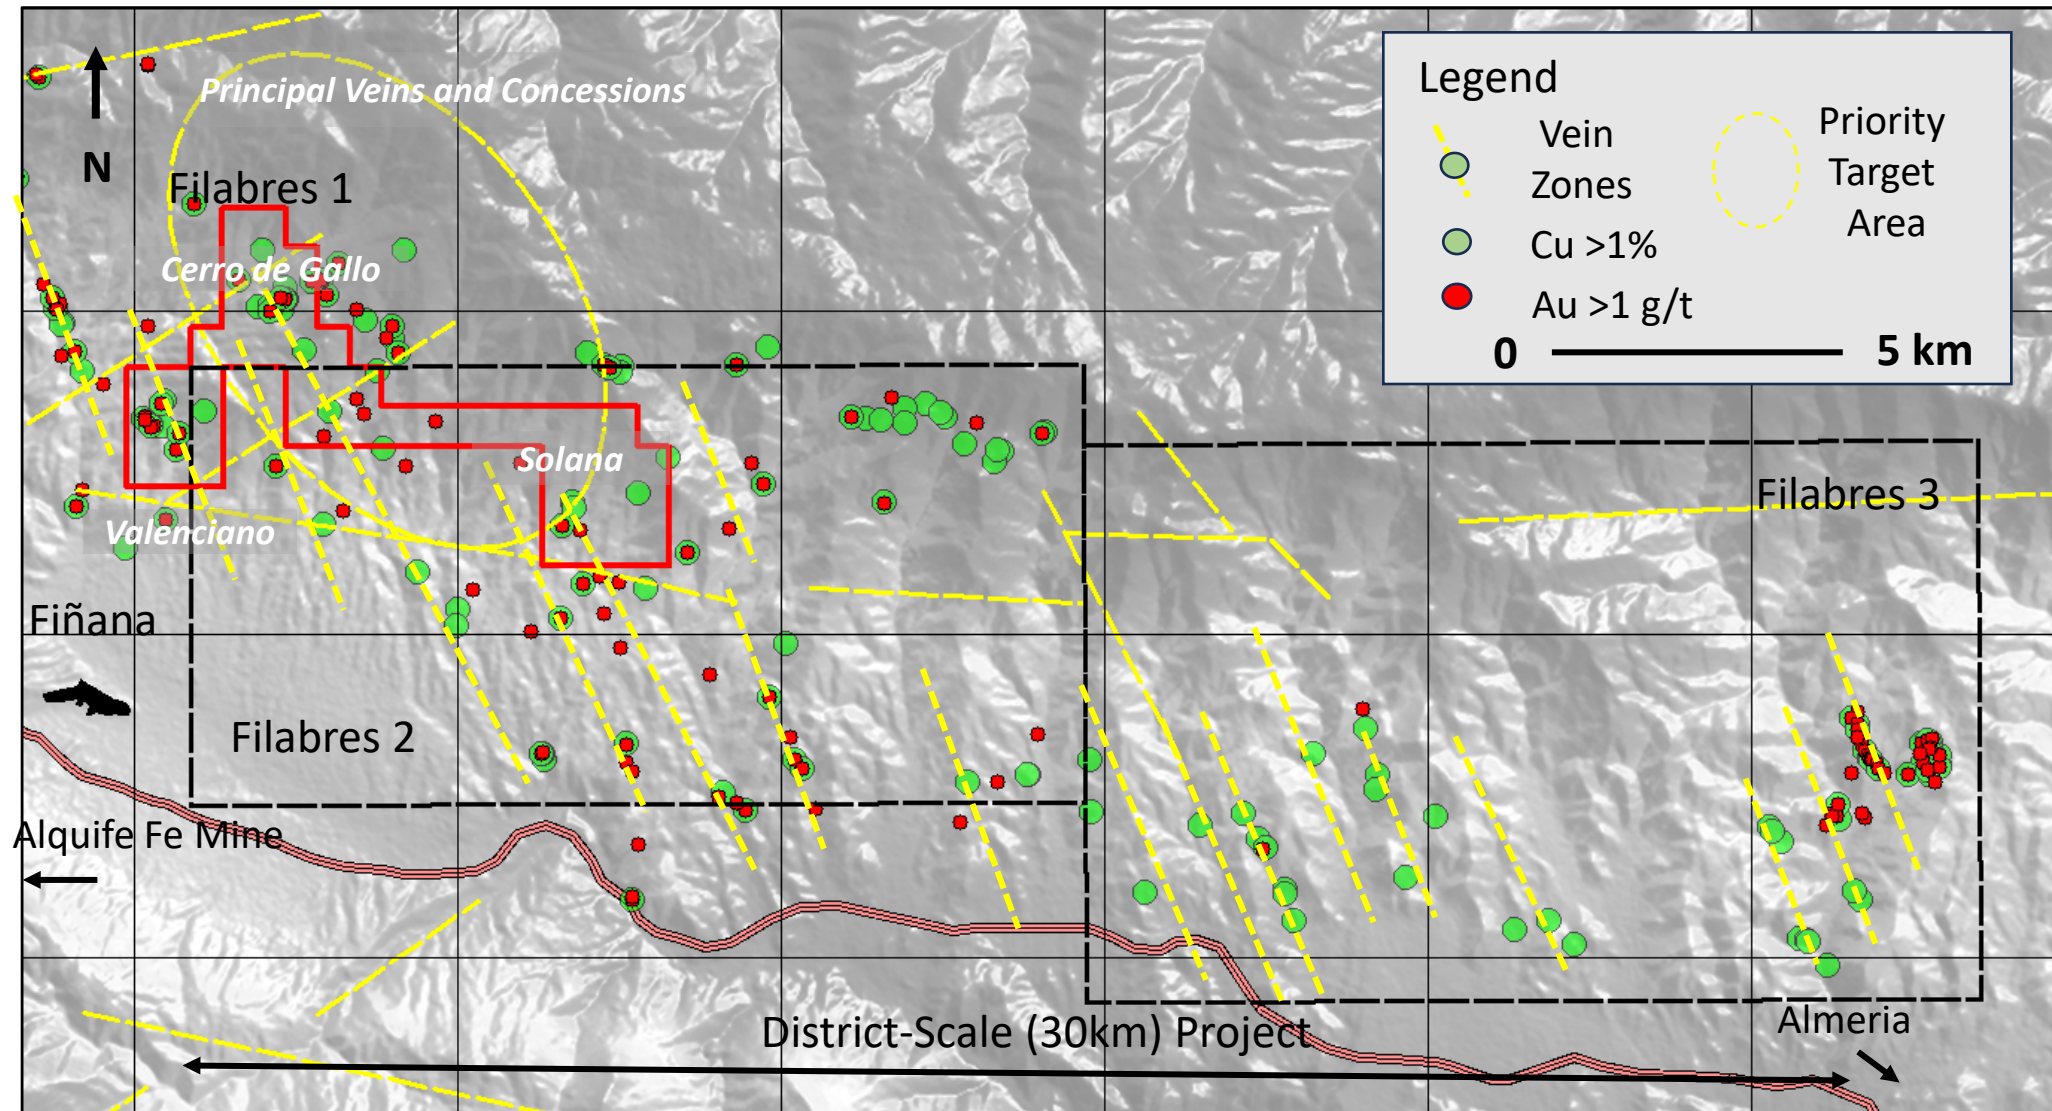 Principal Veins and Concessions
N
Filabres 1
Cerro de Gallo
Solana
Valenciano
Fiñana
Filabres 2
Alquife Fe Mine
Filabres 3
District-Scale (30km) Project
Almeria
Legend
Vein
Zones
Cu >1%
Au >1 g/t
Priority
Target
Area
0 5 km